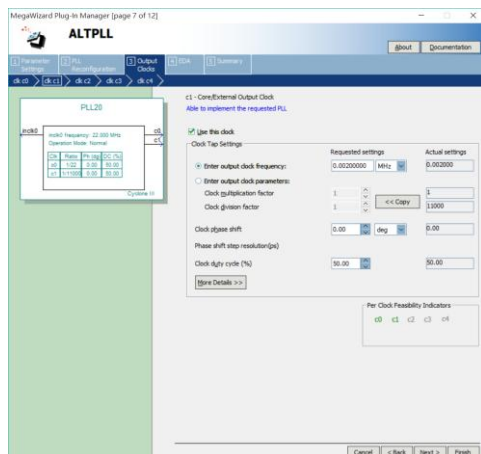 MegaWizard Plug-In Manager [page 7 of 12]
ALTPLL
About Documentation
1 Parameter Settings 2 PLL Reconfiguration 3 Output Clocks 4 EDA 5 Summary
clk c0 clk c1 clk c2 clk c3 clk c4
PLL20
inclk0 c0
inclk0 frequency: 22.000 MHz c1
Operation Mode: Normal
Clk Ratio Ph (dg) DC (%)
c0 1/22 0.00 50.00
c1 1/11000 0.00 50.00
Cyclone III
c1 - Core/External Output Clock
Able to implement the requested PLL
Use this clock
Clock Tap Settings
Requested settings Actual settings
Enter output clock frequency: 0.00200000 MHz 0.002000
Enter output clock parameters:
Clock multiplication factor 1 1
<< Copy
Clock division factor 1 11000
Clock phase shift 0.00 deg 0.00
Phase shift step resolution(ps)
Clock duty cycle (%) 50.00 50.00
More Details >>
Per Clock Feasibility Indicators
c0 c1 c2 c3 c4
Cancel < Back Next > Finish